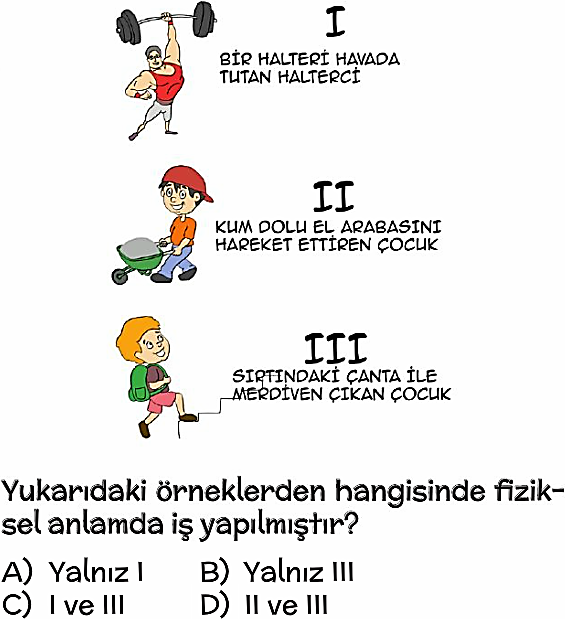 I
BİR HALTERİ HAVADA
TUTAN HALTERCİ
II
KUM DOLU EL ARABASINI
HAREKET ETTİREN ÇOCUK
III
SIRTINDAKİ ÇANTA İLE
MERDİVEN ÇIKAN ÇOCUK
Yukarıdaki örneklerden hangisinde fizik-
sel anlamda iş yapılmıştır?
A) Yalnız I B) Yalnız III
C) I ve III D) II ve III